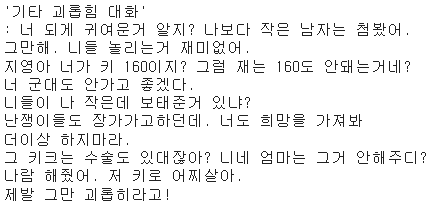 '기타 괴롭힘 대화'
: 너 되게 귀여운거 알지? 나보다 작은 남자는 첨봤어.
그만해. 니들 놀리는거 재미없어.
지영아 너가 키 160이지? 그럼 재는 160도 안돼는거네?
너 군대도 안가고 좋겠다.
니들이 나 작은데 보태준거 있냐?
난쟁이들도 장가가고하던데. 너도 희망을 가져봐
더이상 하지마라.
그 키크는 수술도 있대잖아? 니네 엄마는 그거 안해주디?
나람 해줬어. 저 키로 어찌살아.
제발 그만 괴롭히라고!